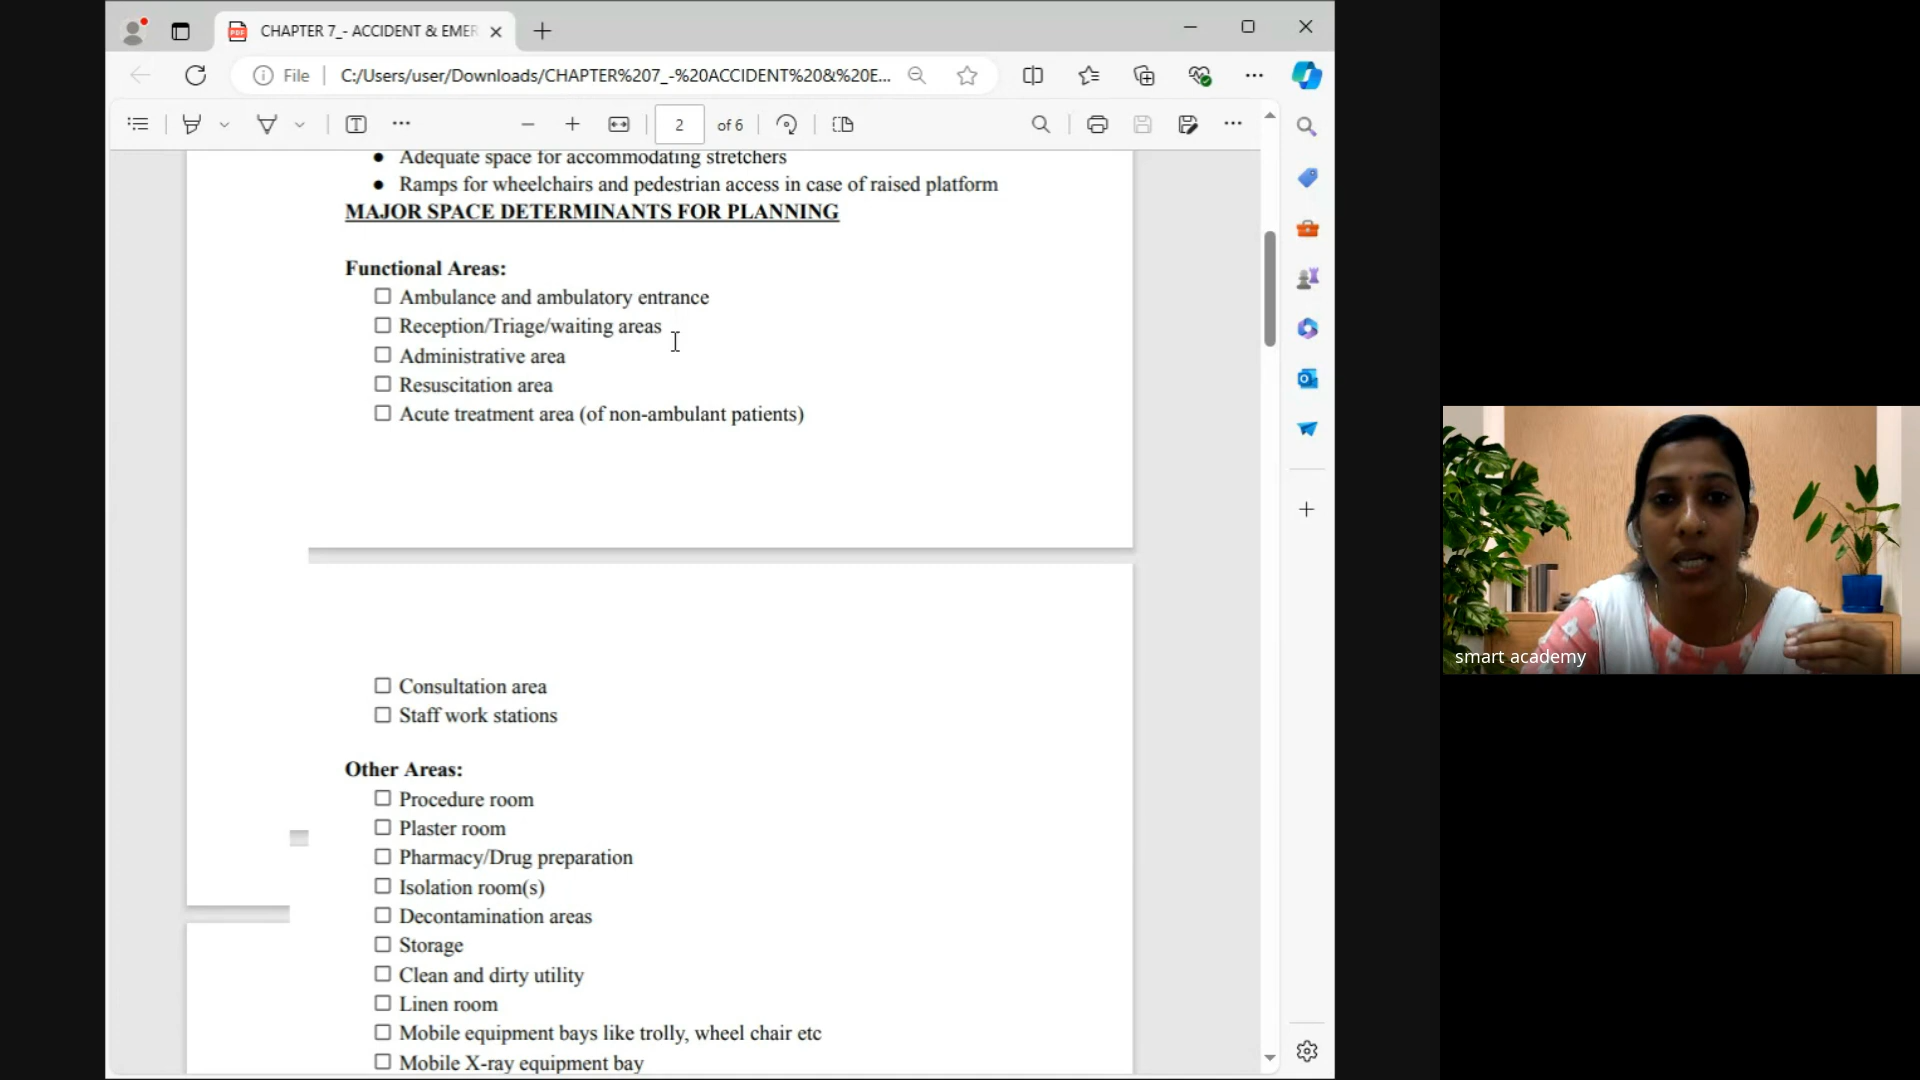 CHAPTER 7_- ACCIDENT & EMER
File
C:/Users/user/Downloads/CHAPTER%207_-%20ACCIDENT%20&%20E...
2 of 6
● Adequate space for accommodating stretchers
● Ramps for wheelchairs and pedestrian access in case of raised platform
MAJOR SPACE DETERMINANTS FOR PLANNING
Functional Areas:
☐ Ambulance and ambulatory entrance
☐ Reception/Triage/waiting areas
☐ Administrative area
☐ Resuscitation area
☐ Acute treatment area (of non-ambulant patients)
☐ Consultation area
☐ Staff work stations
Other Areas:
☐ Procedure room
☐ Plaster room
☐ Pharmacy/Drug preparation
☐ Isolation room(s)
☐ Decontamination areas
☐ Storage
☐ Clean and dirty utility
☐ Linen room
☐ Mobile equipment bays like trolly, wheel chair etc
☐ Mobile X-ray equipment bay
smart academy